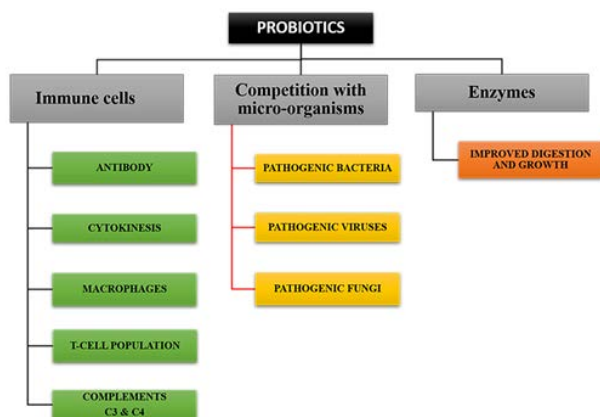 PROBIOTICS
Immune cells
ANTIBODY
CYTOKINESIS
MACROPHAGES
T-CELL POPULATION
COMPLEMENTS
C3 & C4
Competition with
micro-organisms
PATHOGENIC BACTERIA
PATHOGENIC VIRUSES
PATHOGENIC FUNGI
Enzymes
IMPROVED DIGESTION
AND GROWTH